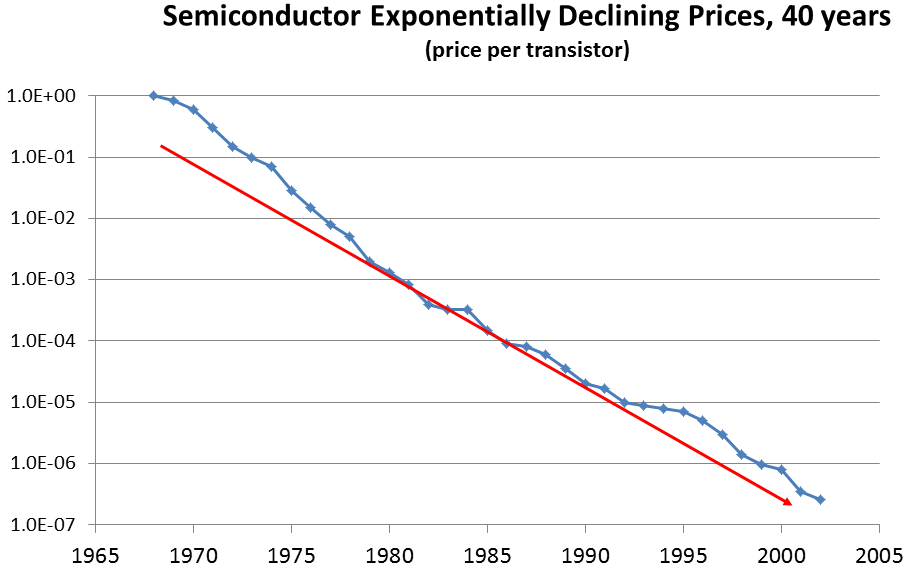 Semiconductor Exponentially Declining Prices, 40 years
(price per transistor)
1.0E+00
1.0E-01
1.0E-02
1.0E-03
1.0E-04
1.0E-05
1.0E-06
1.0E-07
1965 1970 1975 1980 1985 1990 1995 2000 2005